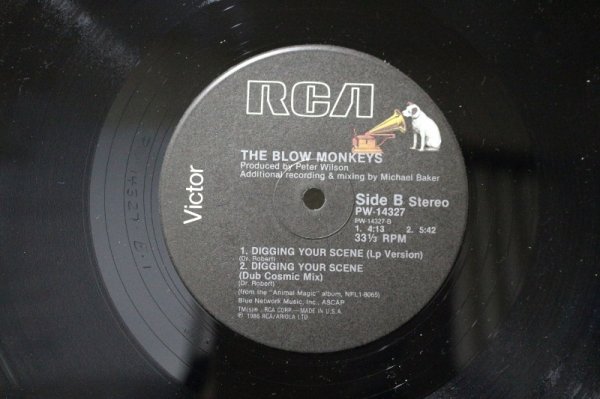 RCA
Victor
THE BLOW MONKEYS
Produced by Peter Wilson
Additional recording & mixing by Michael Baker
Side B Stereo
PW-14327
PW-14327-B
1. 4:13 2. 5:42
33⅓ RPM
1. DIGGING YOUR SCENE (Lp Version)
(Dr. Robert)
2. DIGGING YOUR SCENE
(Dub Cosmic Mix)
(Dr. Robert)
(from the "Animal Magic" album, NFL1-8065)
Blue Network Music, Inc., ASCAP
TM(s)® , RCA CORP.—MADE IN U.S.A.
℗ 1986 RCA/ARIOLA LTD